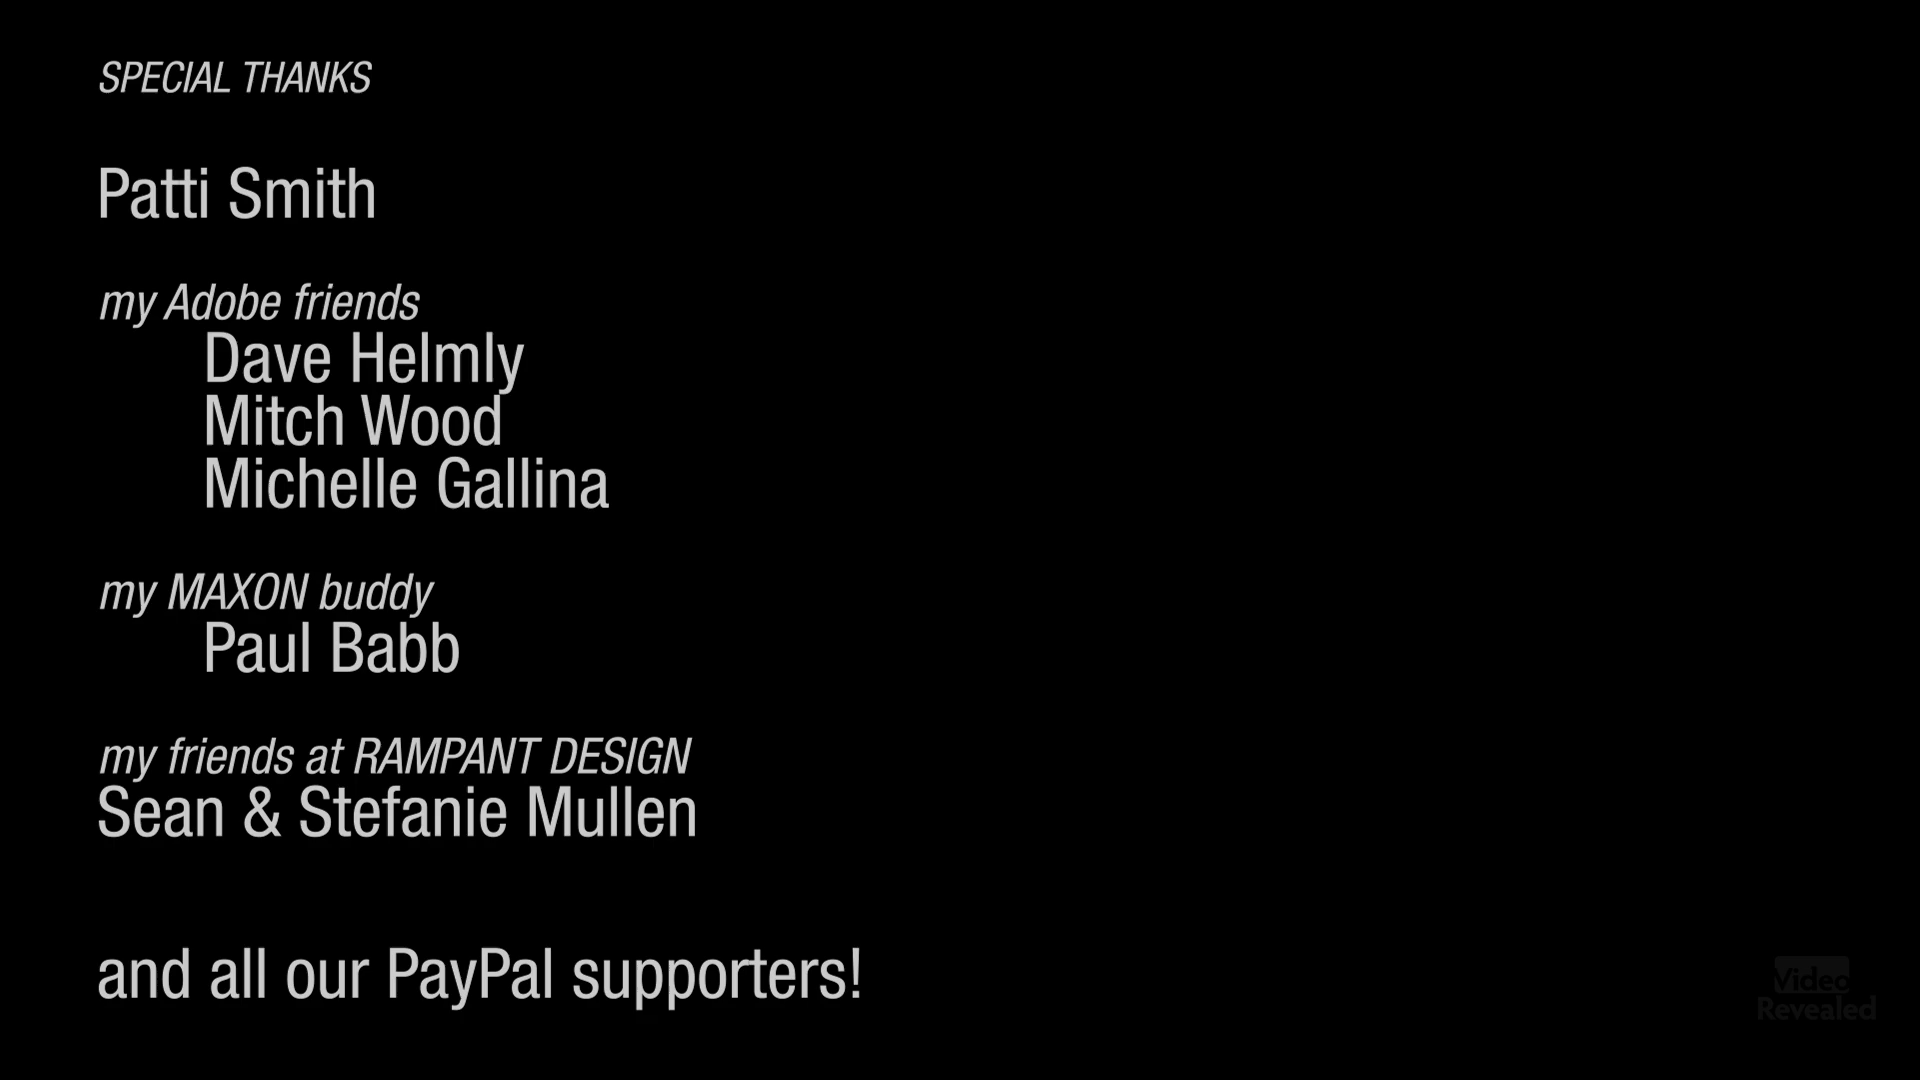 SPECIAL THANKS
Patti Smith
my Adobe friends
Dave Helmly
Mitch Wood
Michelle Gallina
my MAXON buddy
Paul Babb
my friends at RAMPANT DESIGN
Sean & Stefanie Mullen
and all our PayPal supporters!
Video
Revealed